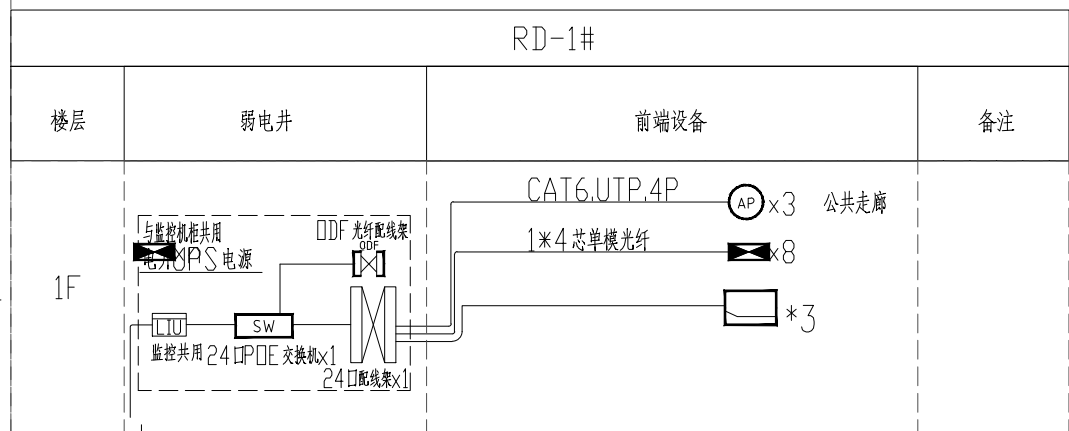 RD-1#
楼层
弱电井
前端设备
备注
1F
CAT6,UTP,4P
AP
x3
公共走廊
与监控机柜共用
ODF 光纤配线架
ODF
1*4芯单模光纤
x8
UPS电源
LIU
SW
*3
监控共用
24口POE交换机x1
24口配线架x1